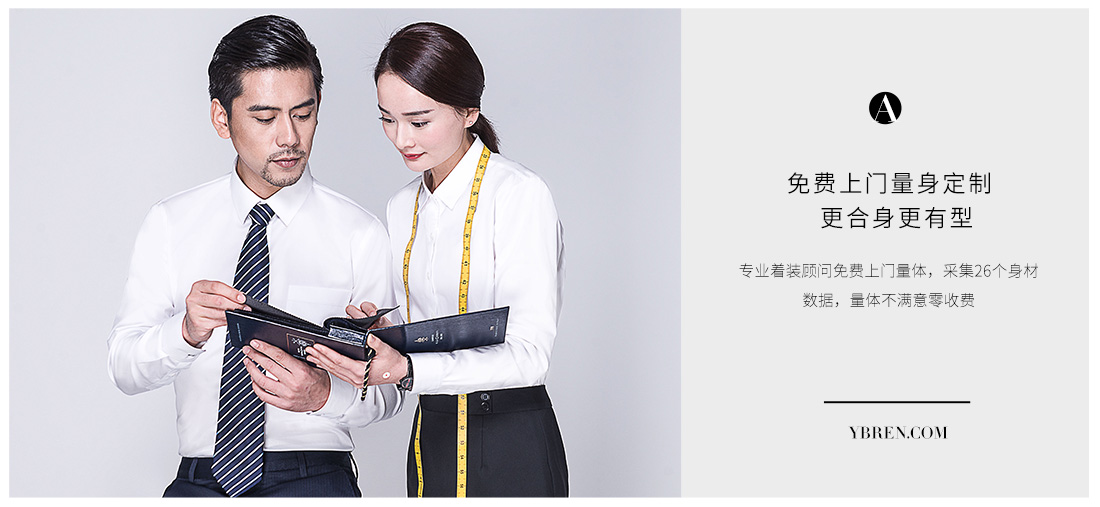 A
免费上门量身定制
更合身更有型
专业着装顾问免费上门量体，采集26个身材
数据，量体不满意零收费
YBREN.COM